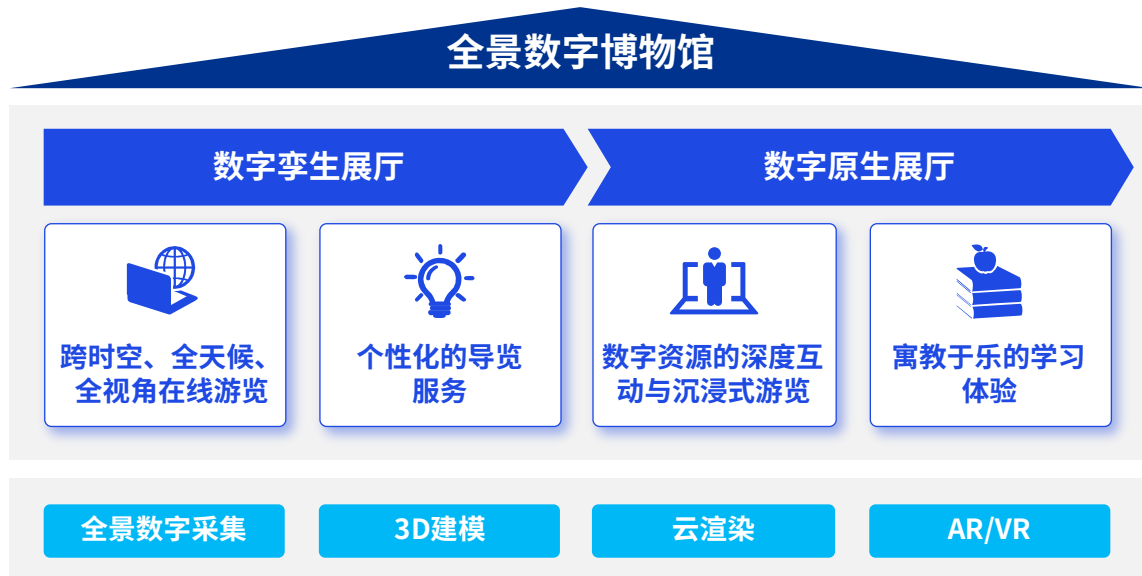 全景数字博物馆
数字孪生展厅
数字原生展厅
跨时空、全天候、
全视角在线游览
个性化的导览
服务
数字资源的深度互
动与沉浸式游览
寓教于乐的学习
体验
全景数字采集
3D建模
云渲染
AR/VR